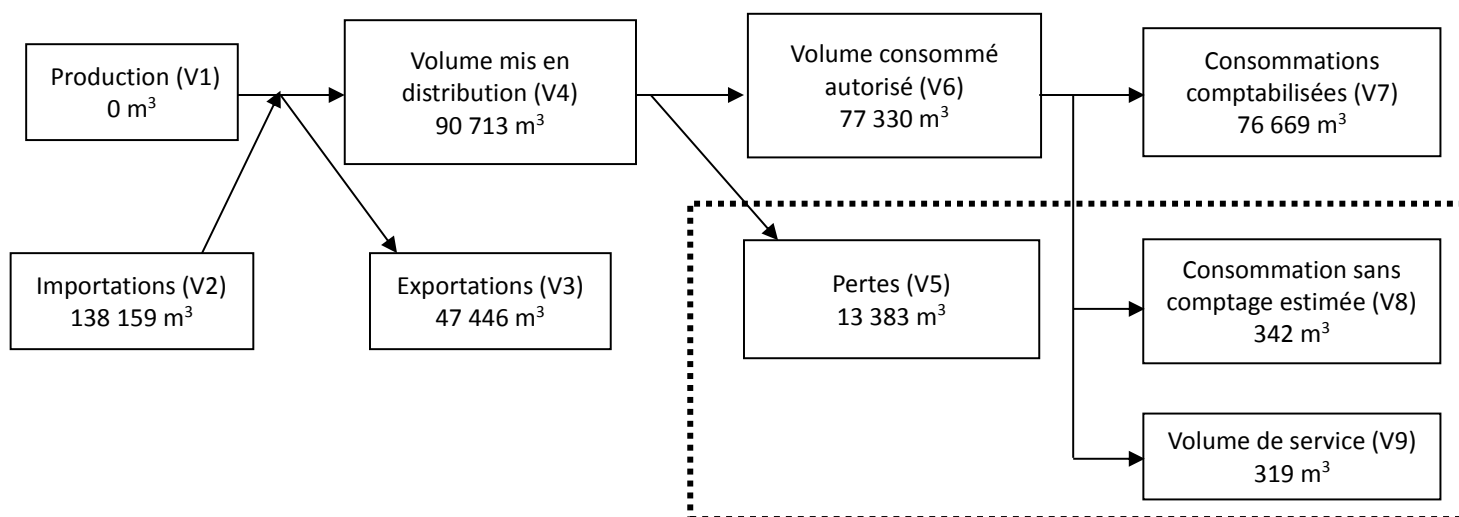 Production (V1)
0 m³
Volume mis en
distribution (V4)
90 713 m³
Volume consommé
autorisé (V6)
77 330 m³
Consommations
comptabilisées (V7)
76 669 m³
Importations (V2)
138 159 m³
Exportations (V3)
47 446 m³
Pertes (V5)
13 383 m³
Consommation sans
comptage estimée (V8)
342 m³
Volume de service (V9)
319 m³